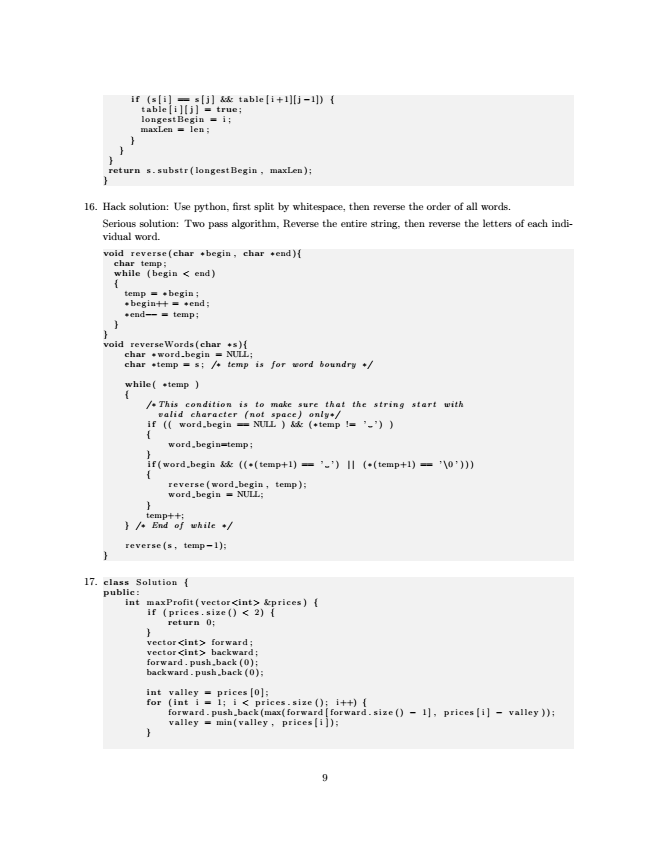 if (s[i] == s[j] && table[i+1][j-1]) {
table[i][j] = true;
longestBegin = i;
maxLen = len;
}
}
}
return s.substr(longestBegin, maxLen);
}
16. Hack solution: Use python, first split by whitespace, then reverse the order of all words.
Serious solution: Two pass algorithm, Reverse the entire string, then reverse the letters of each indi-
vidual word.
void reverse(char *begin, char *end){
char temp;
while (begin < end)
{
temp = *begin;
*begin++ = *end;
*end-- = temp;
}
}
void reverseWords(char *s){
char *word_begin = NULL;
char *temp = s; /* temp is for word boundry */
while( *temp )
{
/*This condition is to make sure that the string start with
valid character (not space) only*/
if (( word_begin == NULL ) && (*temp != '␣') )
{
word_begin=temp;
}
if(word_begin && ((*(temp+1) == '␣') || (*(temp+1) == '\0')))
{
reverse(word_begin, temp);
word_begin = NULL;
}
temp++;
} /* End of while */
reverse(s, temp-1);
}
17. class Solution {
public:
int maxProfit(vector<int> &prices) {
if (prices.size() < 2) {
return 0;
}
vector<int> forward;
vector<int> backward;
forward.push_back(0);
backward.push_back(0);
int valley = prices[0];
for (int i = 1; i < prices.size(); i++) {
forward.push_back(max(forward[forward.size() - 1], prices[i] - valley));
valley = min(valley, prices[i]);
}
9